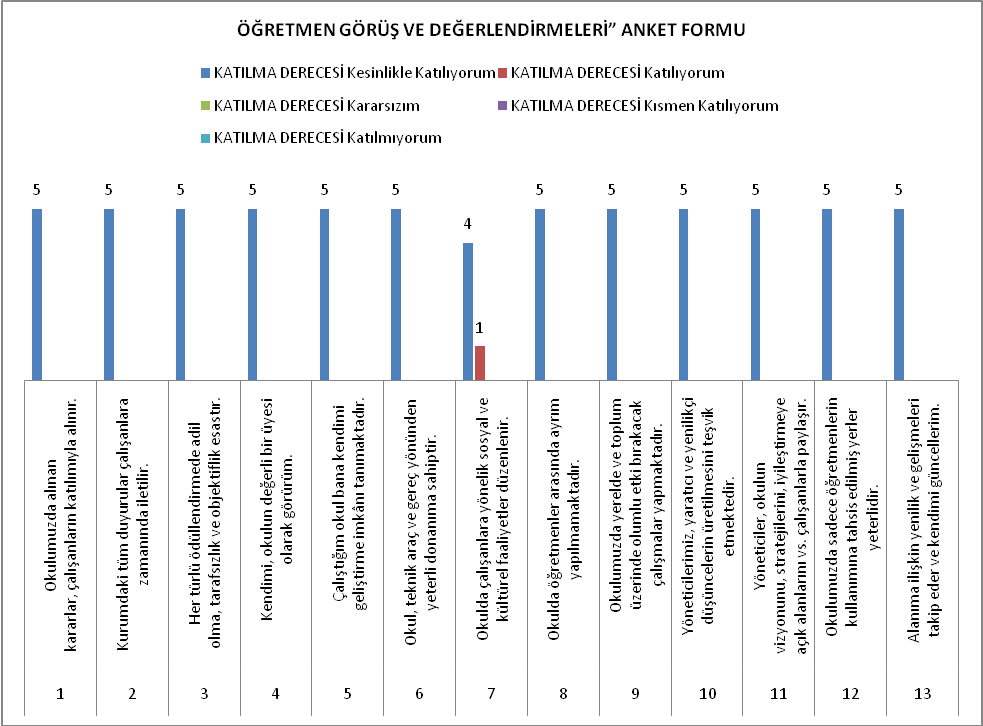 ÖĞRETMEN GÖRÜŞ VE DEĞERLENDİRMELERİ” ANKET FORMU
KATILMA DERECESİ Kesinlikle Katılıyorum
KATILMA DERECESİ Katılıyorum
KATILMA DERECESİ Kararsızım
KATILMA DERECESİ Kısmen Katılıyorum
KATILMA DERECESİ Katılmıyorum
5
5
5
5
5
5
4
1
5
5
5
5
5
5
Okulumuzda alınan
kararlar, çalışanların katılımıyla alınır.
Kurumdaki tüm duyurular çalışanlara
zamanında iletilir.
Her türlü ödüllendirmede adil
olma, tarafsızlık ve objektiflik esastır.
Kendimi, okulun değerli bir üyesi
olarak görürüm.
Çalıştığım okul bana kendimi
geliştirme imkânı tanımaktadır.
Okul, teknik araç ve gereç yönünden
yeterli donanıma sahiptir.
Okulda çalışanlara yönelik sosyal ve
kültürel faaliyetler düzenlenir.
Okulda öğretmenler arasında ayrım
yapılmamaktadır.
Okulumuzda yerelde ve toplum
üzerinde olumlu etki bırakacak
çalışmalar yapmaktadır.
Yöneticilerimiz, yaratıcı ve yenilikçi
düşüncelerin üretilmesini teşvik
etmektedir.
Yöneticiler, okulun
vizyonunu, stratejilerini, iyileştirmeye
açık alanlarını vs. çalışanlarla paylaşır.
Okulumuzda sadece öğretmenlerin
kullanımına tahsis edilmiş yerler
yeterlidir.
Alanıma ilişkin yenilik ve gelişmeleri
takip eder ve kendimi güncellerim.
1
2
3
4
5
6
7
8
9
10
11
12
13